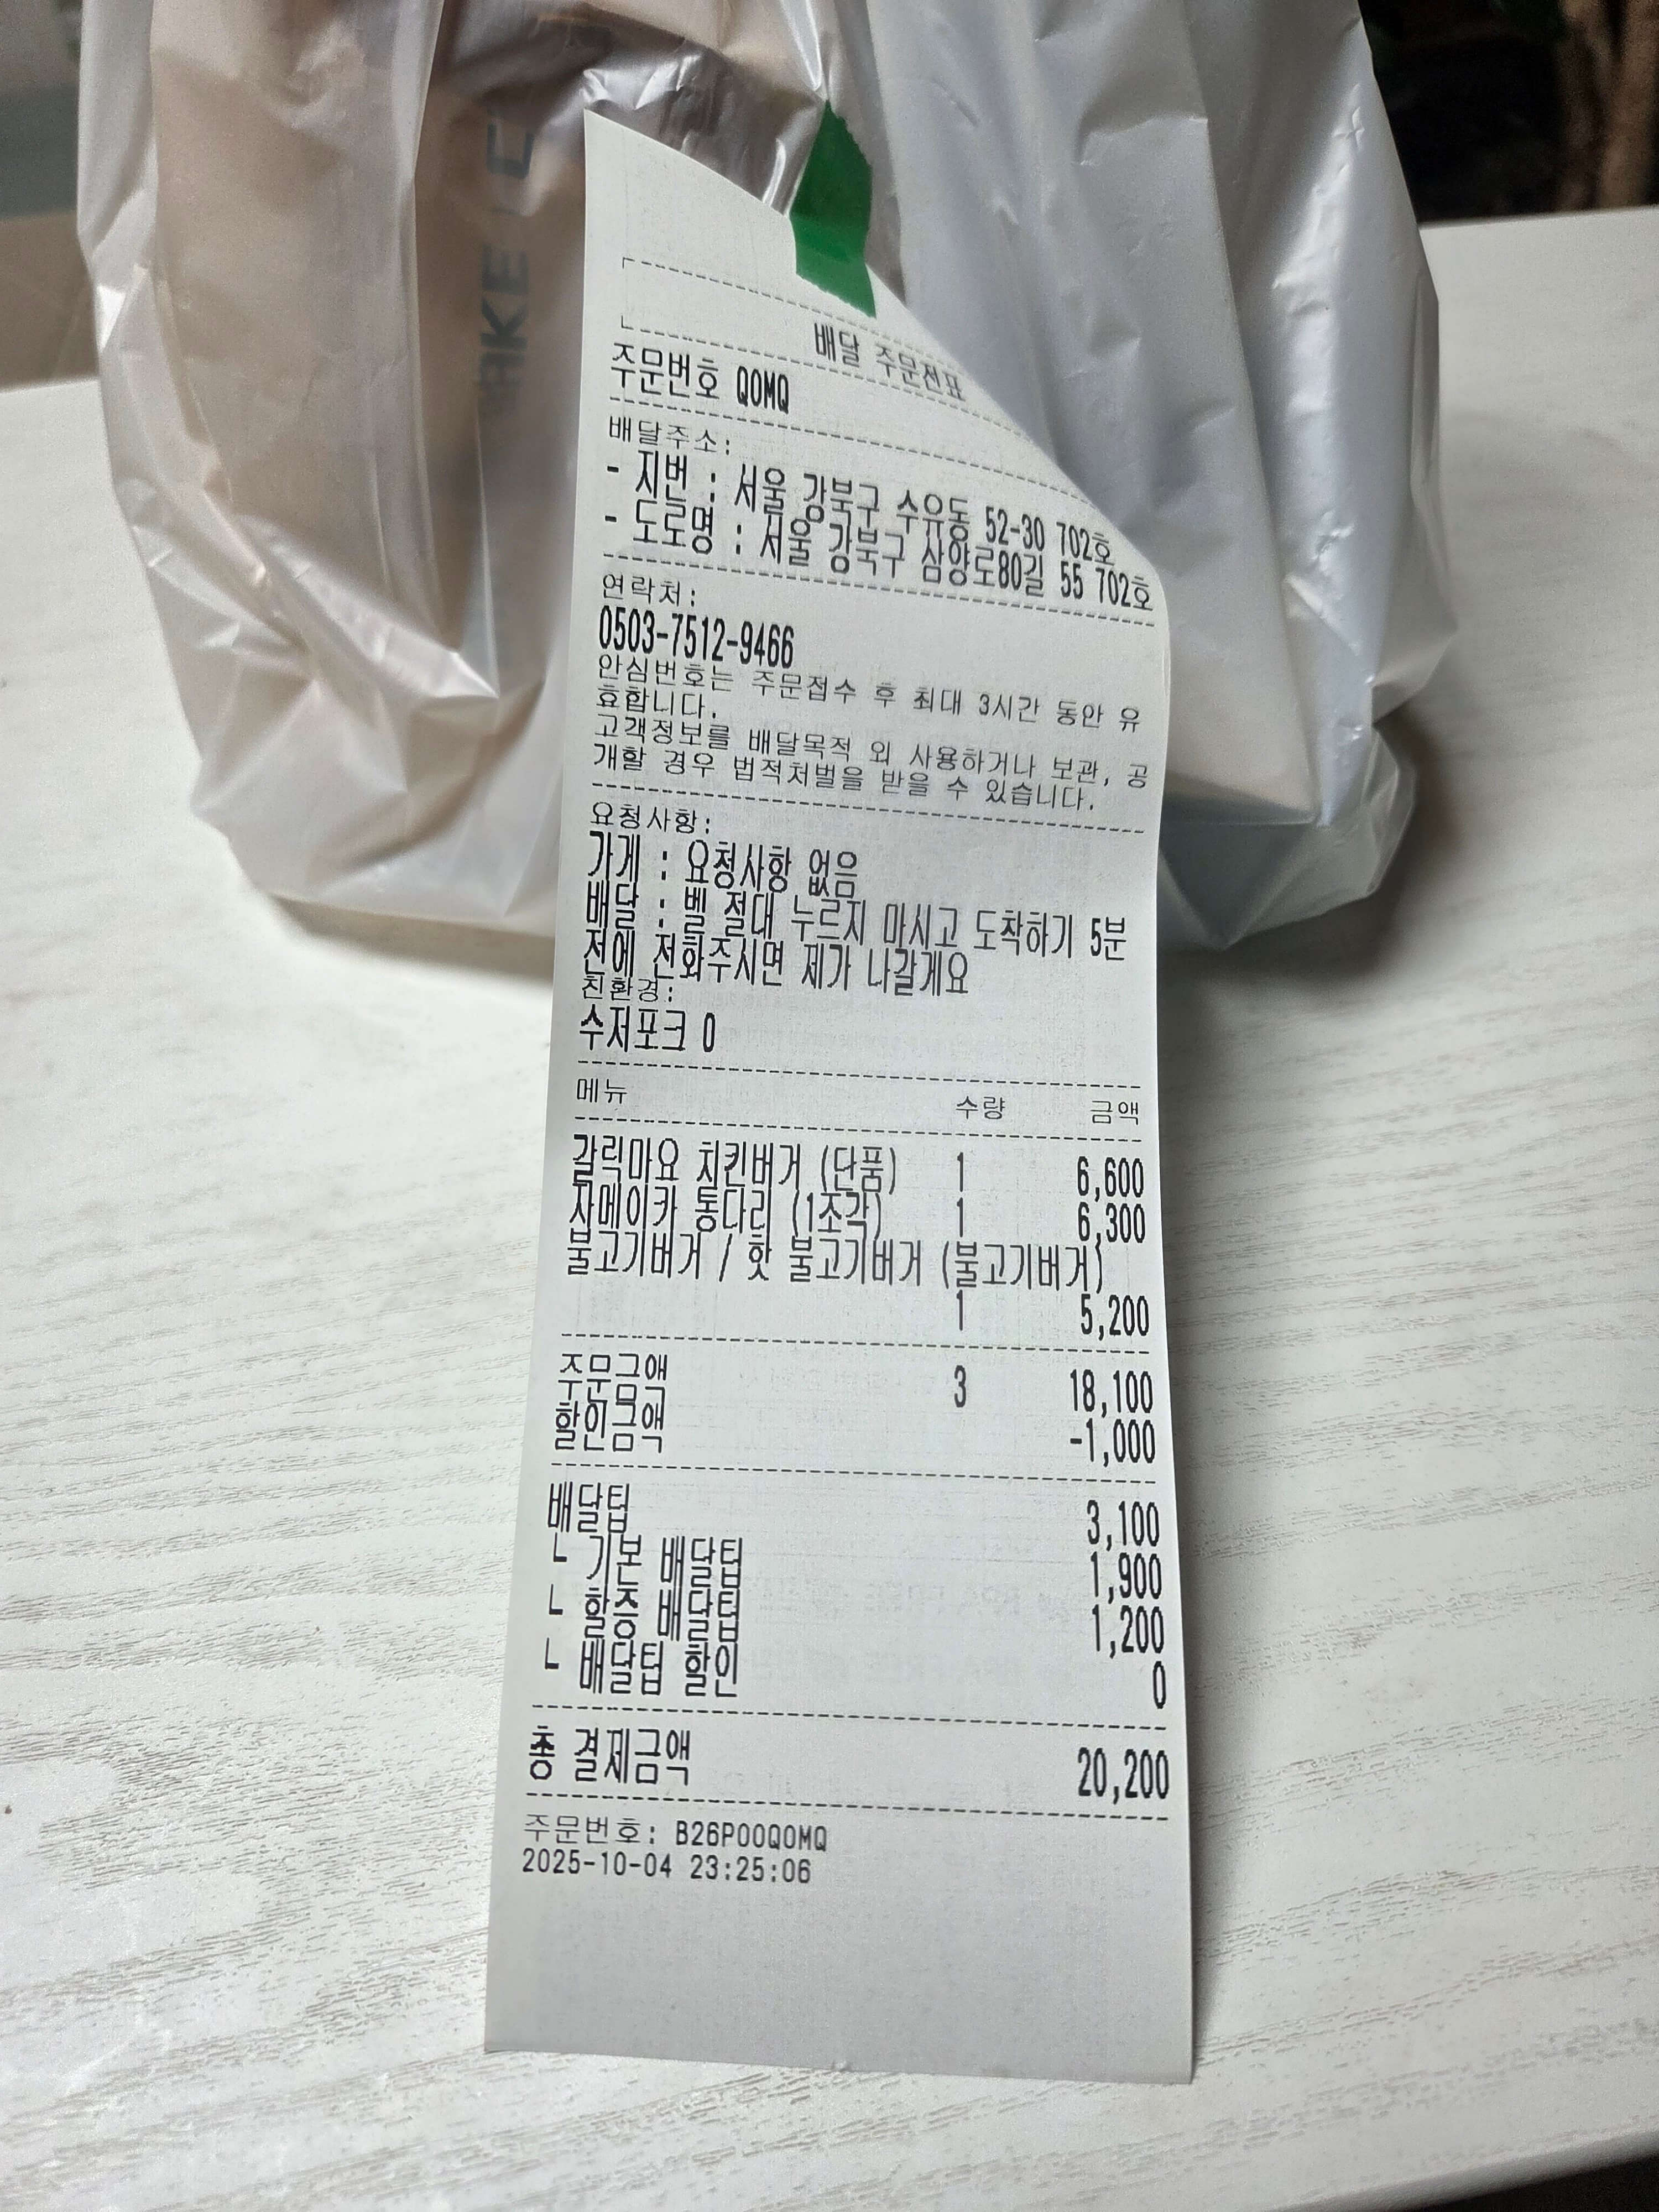 배달 주문전표
주문번호 Q0MQ
배달주소:
- 지번 : 서울 강북구 수유동 52-30 702호
- 도로명 : 서울 강북구 삼양로80길 55 702호
연락처:
0503-7512-9466
안심번호는 주문접수 후 최대 3시간 동안 유
효합니다.
고객정보를 배달목적 외 사용하거나 보관, 공
개할 경우 법적처벌을 받을 수 있습니다.
요청사항:
가게 : 요청사항 없음
배달 : 벨 절대 누르지 마시고 도착하기 5분
전에 전화주시면 제가 나갈게요
친환경:
수저포크 0
메뉴 수량 금액
갈릭마요 치킨버거 (단품) 1 6,600
자메이카 통다리 (1조각) 1 6,300
불고기버거 / 핫 불고기버거 (불고기버거)
1 5,200
주문금액 3 18,100
할인금액 -1,000
배달팁 3,100
└ 기본 배달팁 1,900
└ 할증 배달팁 1,200
└ 배달팁 할인 0
총 결제금액 20,200
주문번호: B26P00Q0MQ
2025-10-04 23:25:06